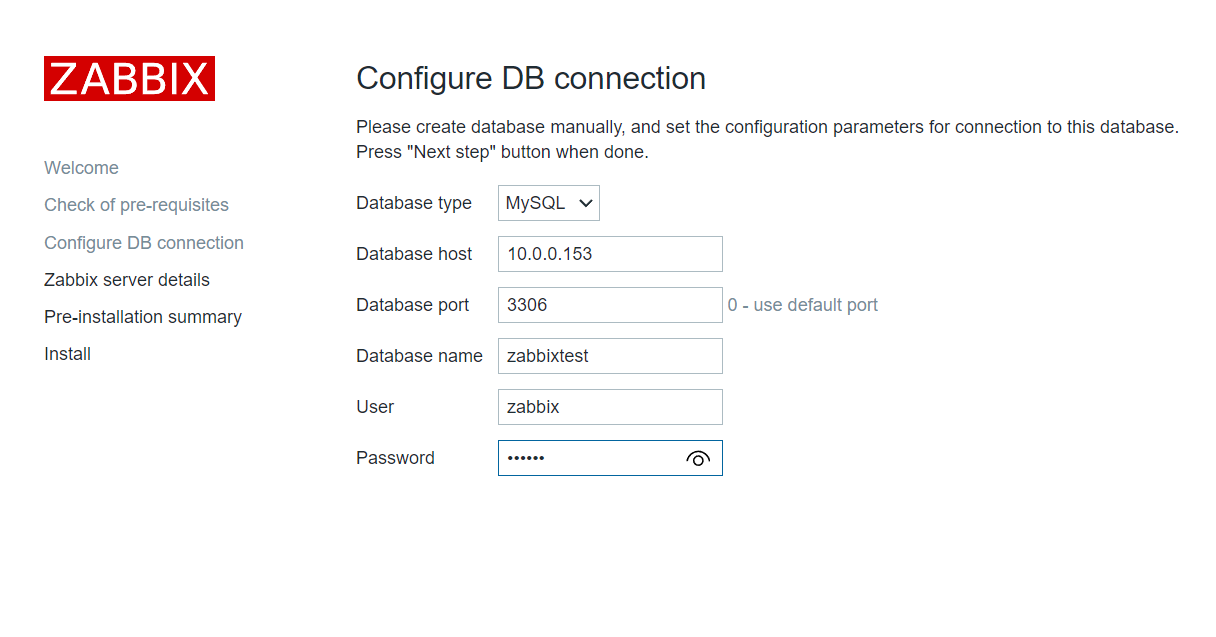 ZABBIX
Welcome
Check of pre-requisites
Configure DB connection
Zabbix server details
Pre-installation summary
Install
Configure DB connection
Please create database manually, and set the configuration parameters for connection to this database.
Press "Next step" button when done.
Database type MySQL
Database host 10.0.0.153
Database port 3306 0 - use default port
Database name zabbixtest
User zabbix
Password ••••••